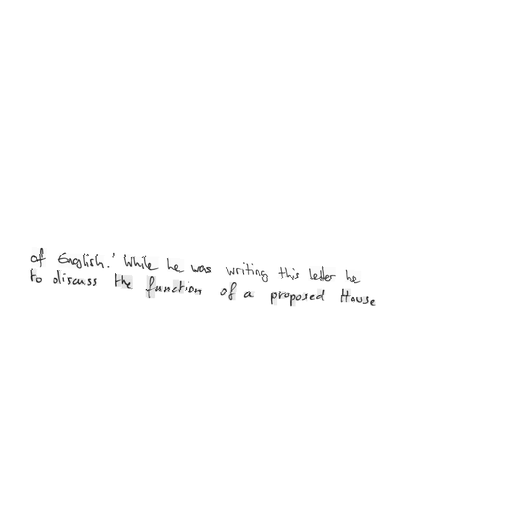 of English.' While he was writing this letter he
to discuss the function of a proposed House